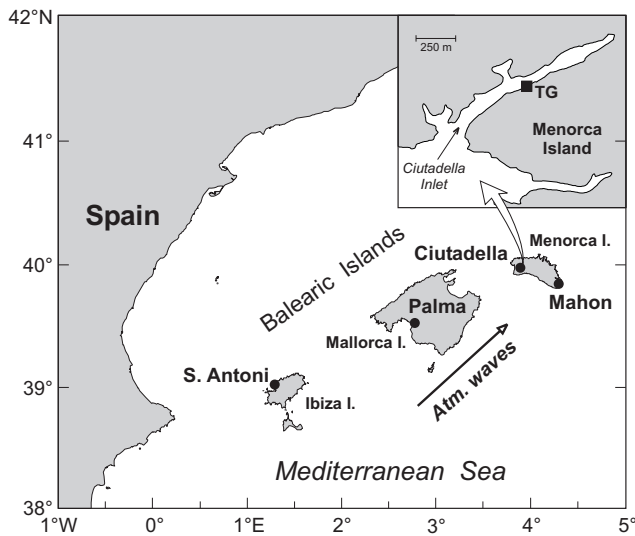 42°N
250 m
TG
Menorca
Island
Ciutadella
Inlet
41°
Spain
Balearic Islands
Ciutadella
Menorca I.
40°
Mahon
Palma
Mallorca I.
Atm. waves
S. Antoni
39°
Ibiza I.
Mediterranean Sea
38°
1°W
0°
1°E
2°
3°
4°
5°